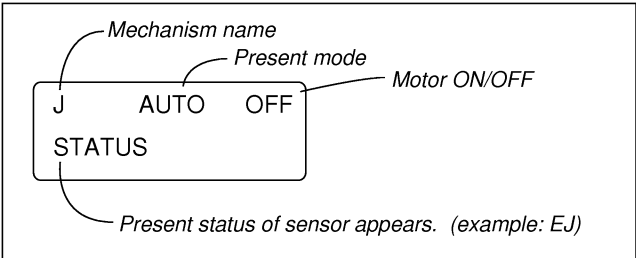 Mechanism name
Present mode
Motor ON/OFF
J AUTO OFF
STATUS
Present status of sensor appears. (example: EJ)